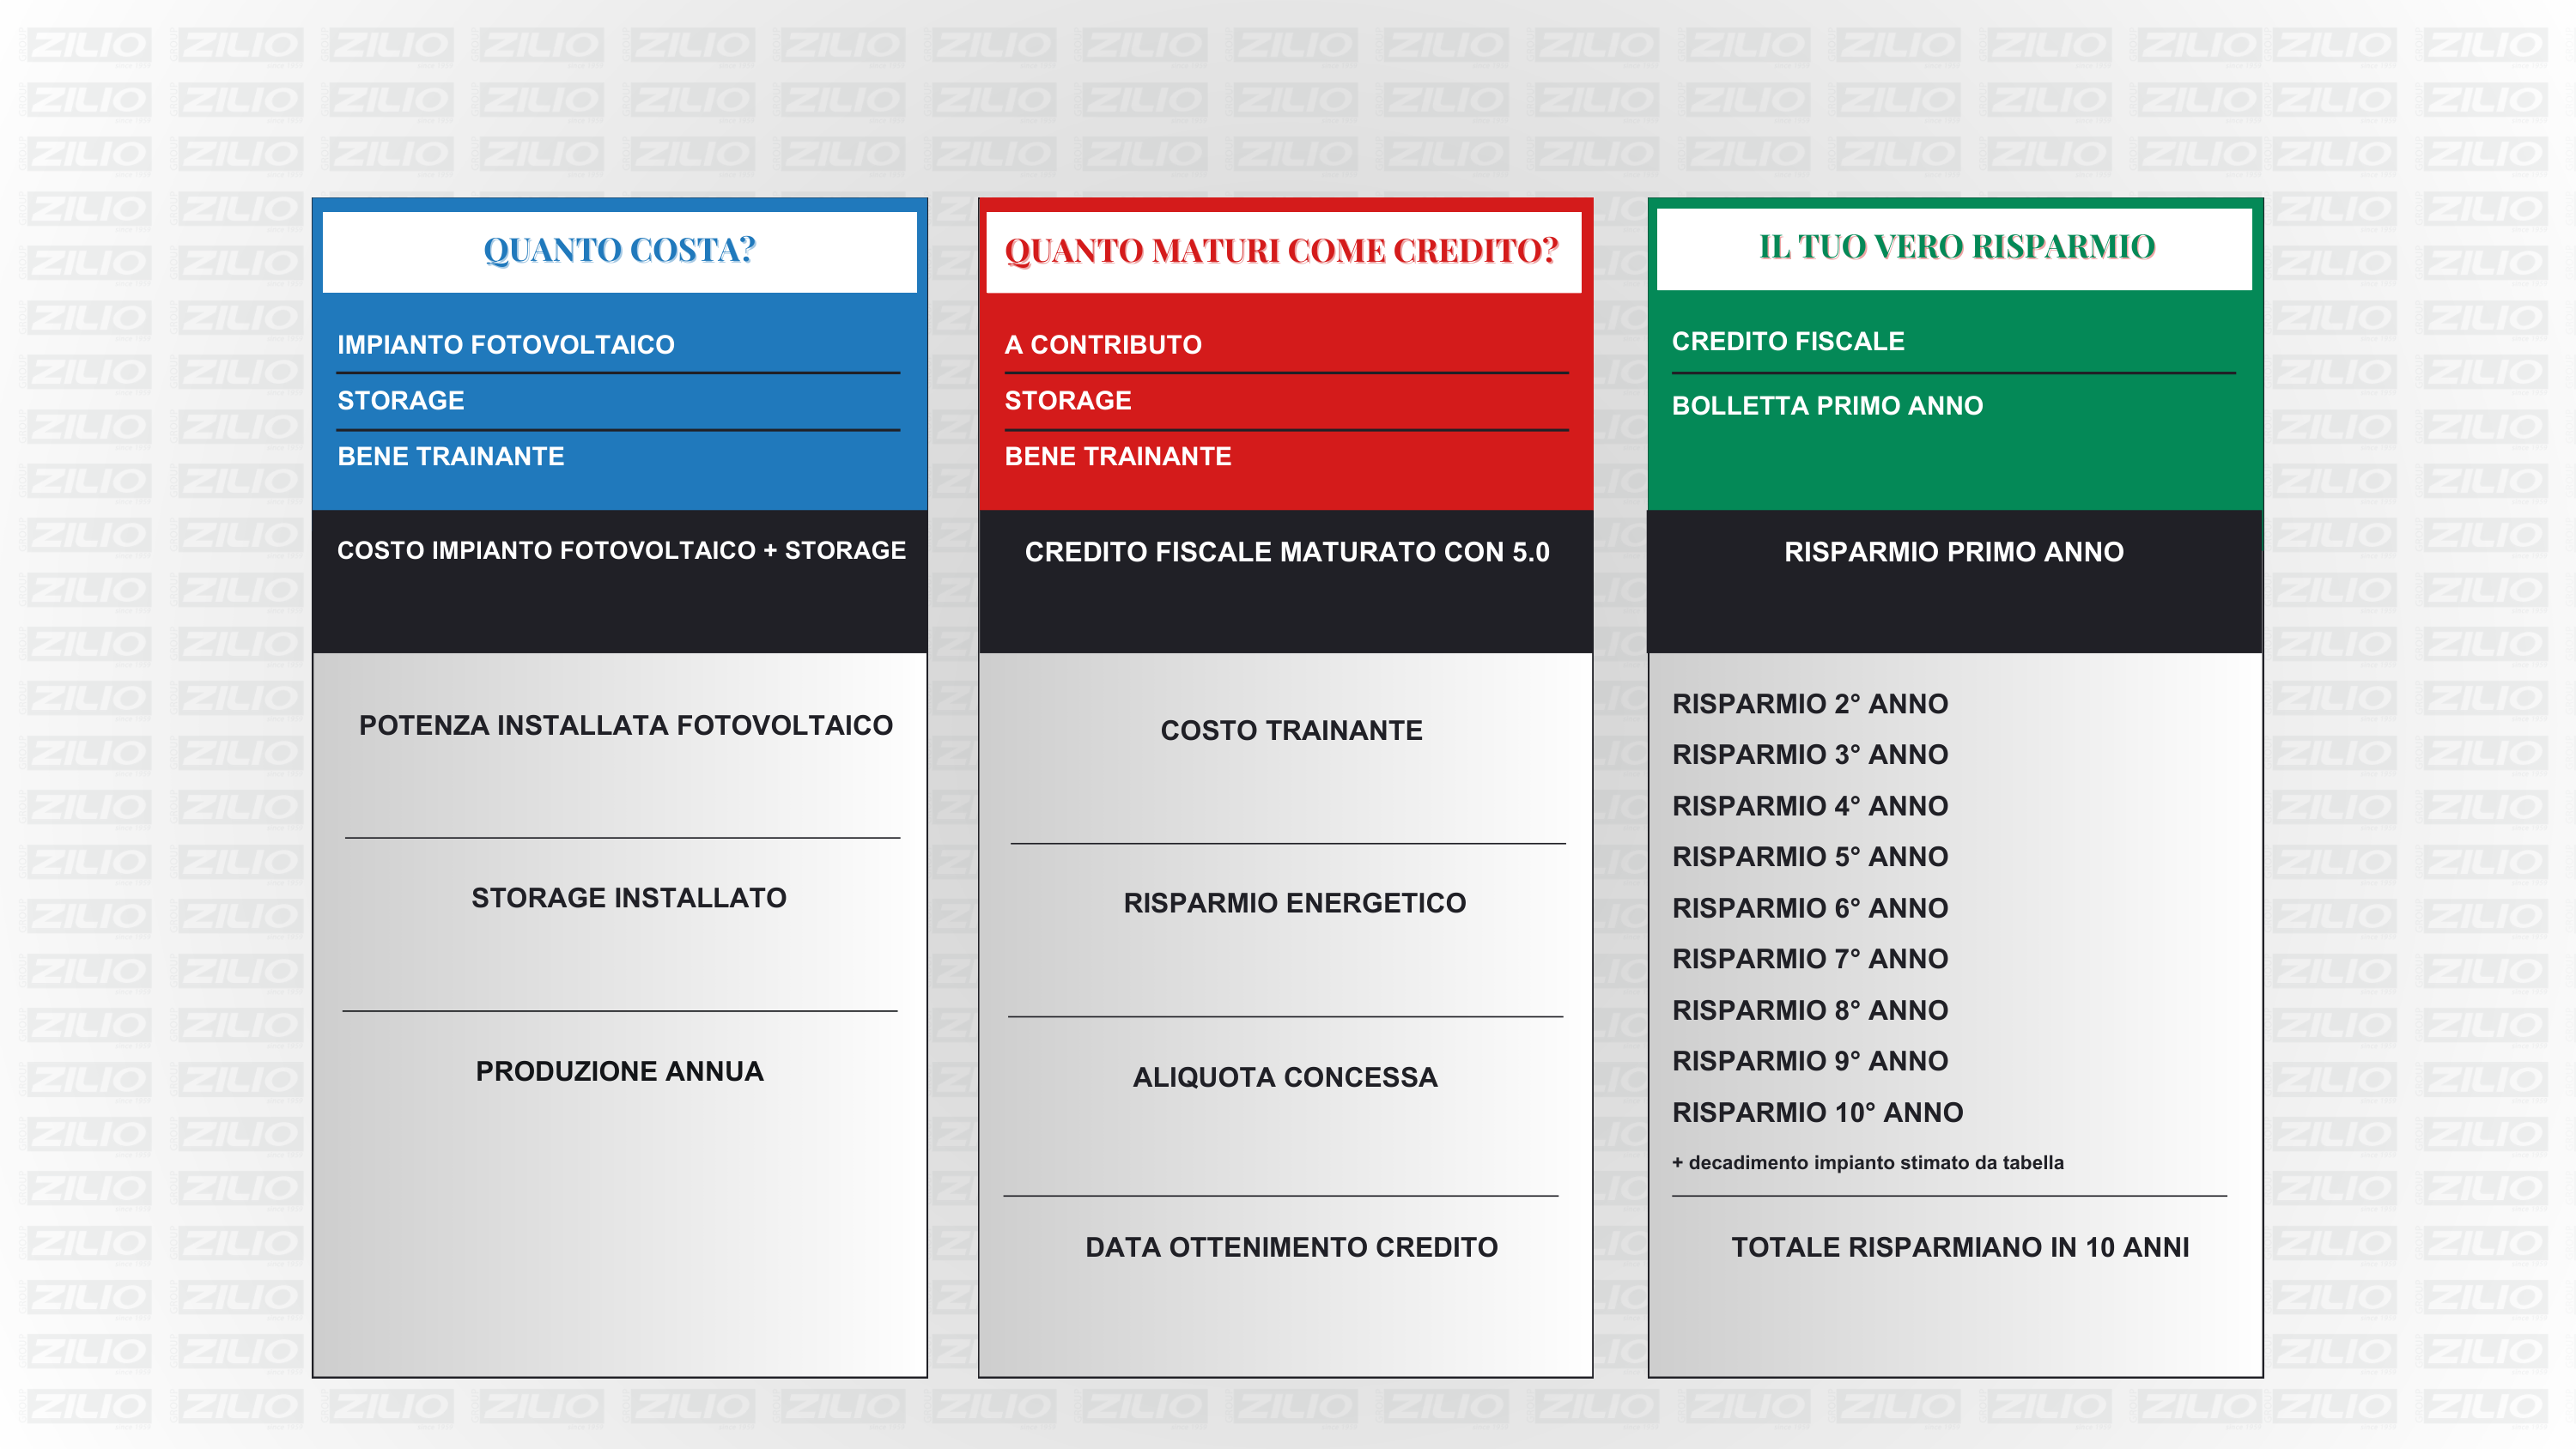 QUANTO COSTA?
IMPIANTO FOTOVOLTAICO
STORAGE
BENE TRAINANTE
COSTO IMPIANTO FOTOVOLTAICO + STORAGE
POTENZA INSTALLATA FOTOVOLTAICO
STORAGE INSTALLATO
PRODUZIONE ANNUA
QUANTO MATURI COME CREDITO?
A CONTRIBUTO
STORAGE
BENE TRAINANTE
CREDITO FISCALE MATURATO CON 5.0
COSTO TRAINANTE
RISPARMIO ENERGETICO
ALIQUOTA CONCESSA
DATA OTTENIMENTO CREDITO
IL TUO VERO RISPARMIO
CREDITO FISCALE
BOLLETTA PRIMO ANNO
RISPARMIO PRIMO ANNO
RISPARMIO 2° ANNO
RISPARMIO 3° ANNO
RISPARMIO 4° ANNO
RISPARMIO 5° ANNO
RISPARMIO 6° ANNO
RISPARMIO 7° ANNO
RISPARMIO 8° ANNO
RISPARMIO 9° ANNO
RISPARMIO 10° ANNO
+ decadimento impianto stimato da tabella
TOTALE RISPARMIANO IN 10 ANNI
ZILIO